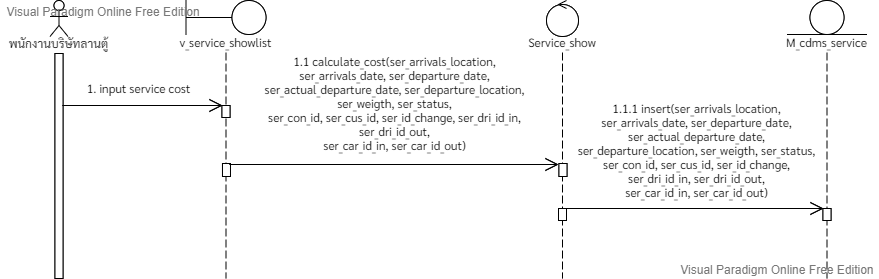 Visual Paradigm Online Free Edition
พนักงานบริษัทลานตู้
v_service_showlist
Service_show
M_cdms_service
1. input service cost
1.1 calculate_cost(ser_arrivals_location,
ser_arrivals_date, ser_departure_date,
ser_actual_departure_date, ser_departure_location,
ser_weigth, ser_status,
ser_con_id, ser_cus_id, ser_id_change, ser_dri_id_in,
ser_dri_id_out,
ser_car_id_in, ser_car_id_out)
1.1.1 insert(ser_arrivals_location,
ser_arrivals_date, ser_departure_date,
ser_actual_departure_date,
ser_departure_location, ser_weigth, ser_status,
ser_con_id, ser_cus_id, ser_id_change,
ser_dri_id_in, ser_dri_id_out,
ser_car_id_in, ser_car_id_out)
Visual Paradigm Online Free Edition